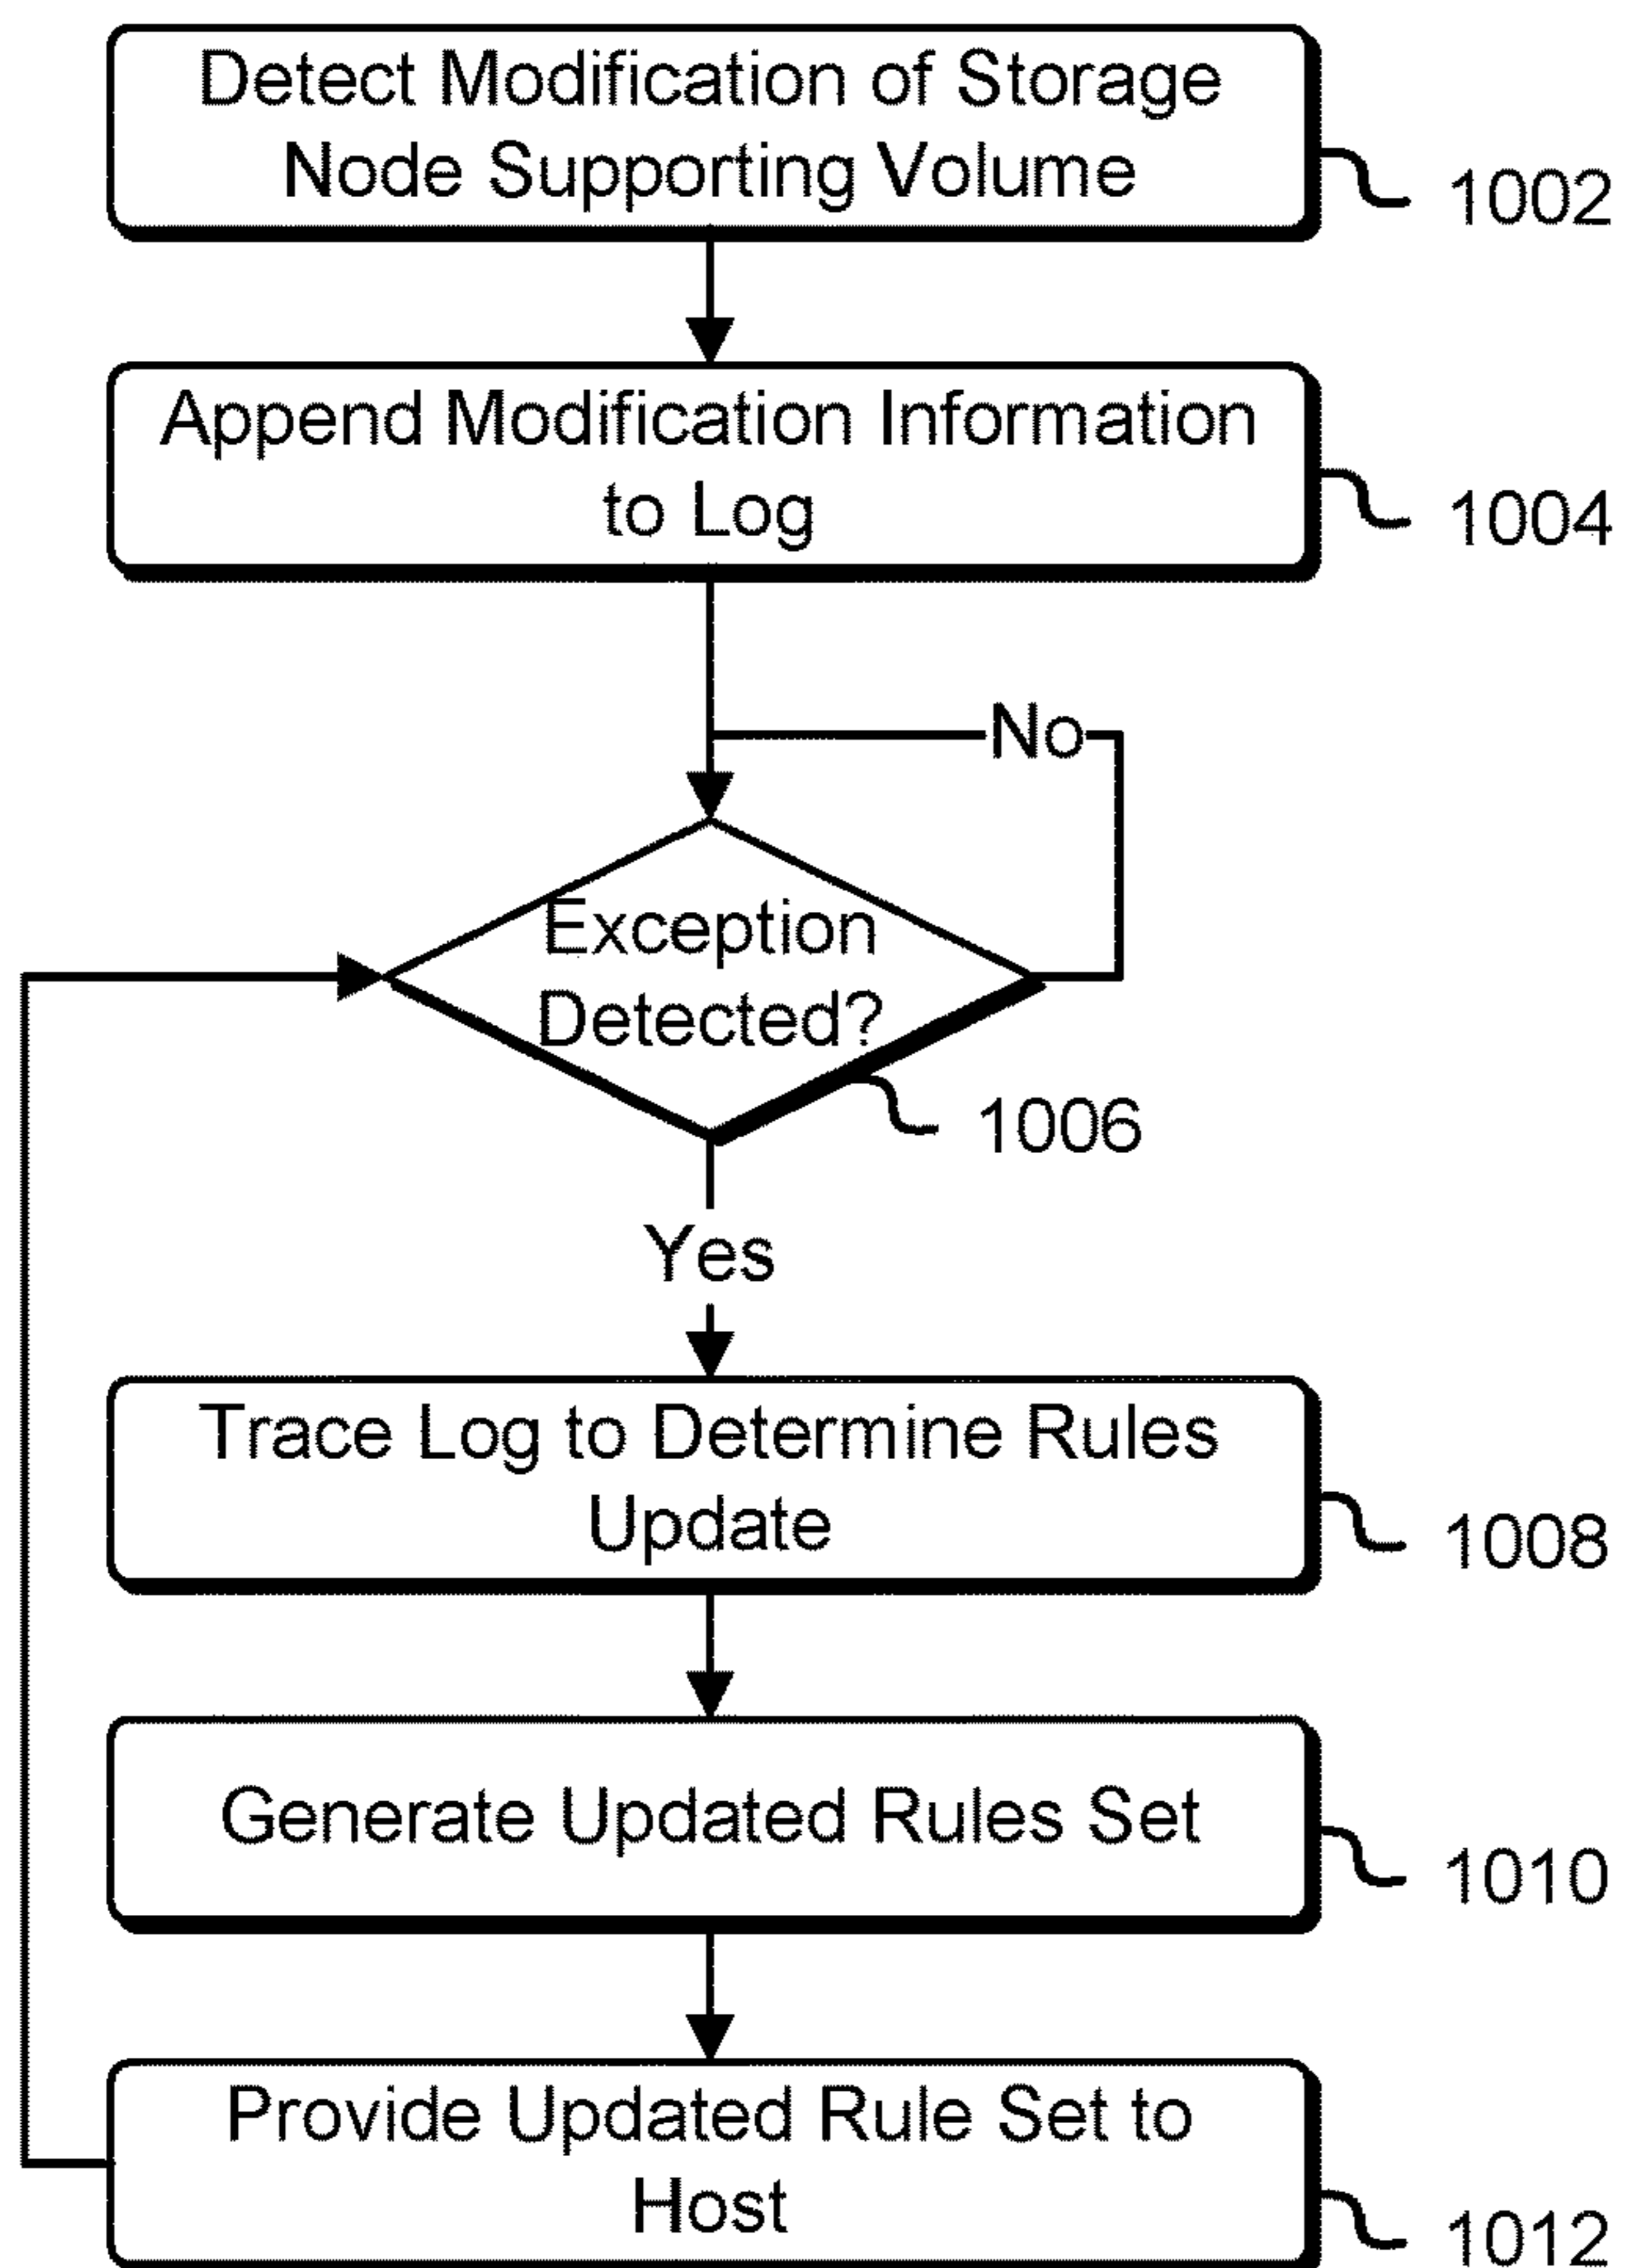 Detect Modification of Storage
Node Supporting Volume
1002
Append Modification Information
to Log
1004
No
Exception
Detected?
1006
Yes
Trace Log to Determine Rules
Update
1008
Generate Updated Rules Set
1010
Provide Updated Rule Set to
Host
1012